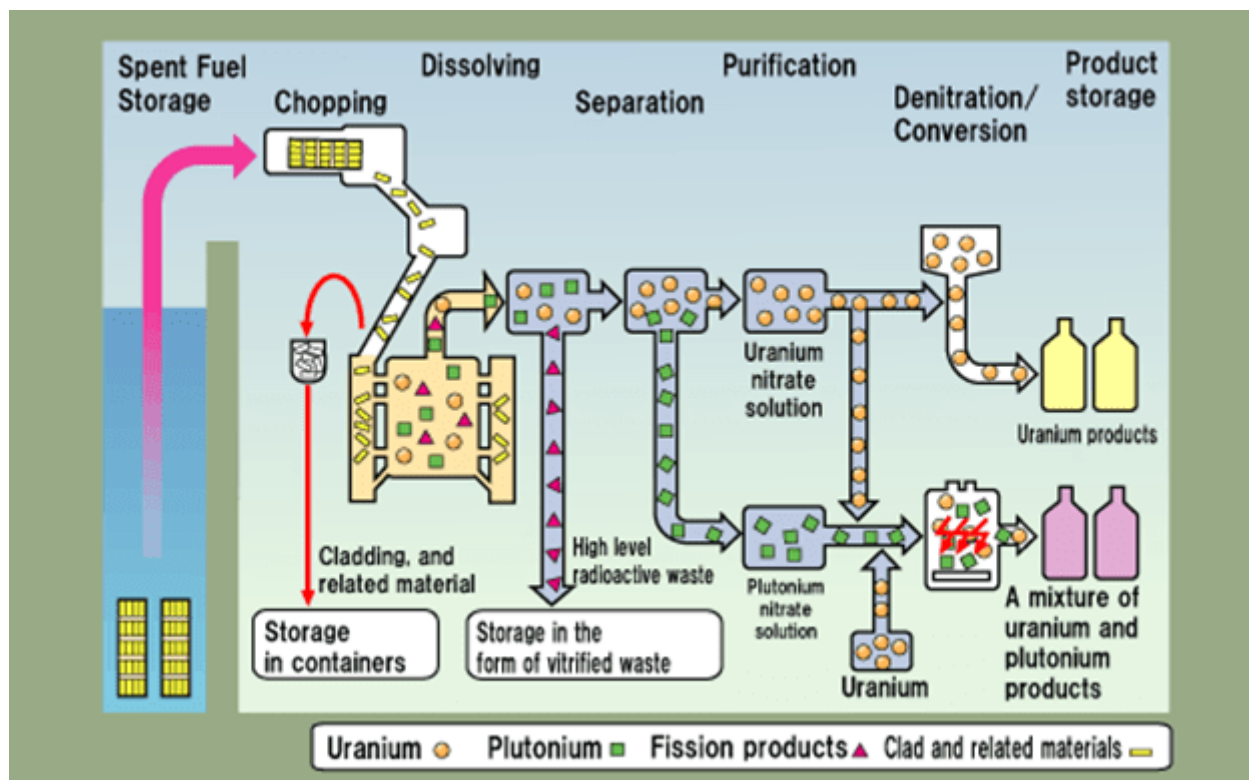 Spent Fuel
Storage
Chopping
Dissolving
Separation
Purification
Denitration/
Conversion
Product
storage
Uranium
nitrate
solution
Uranium products
Cladding, and
related material
High level
radioactive waste
Plutonium
nitrate
solution
Storage
in containers
Storage in the
form of vitrified waste
Uranium
A mixture of
uranium and
plutonium
products
Uranium Plutonium Fission products Clad and related materials